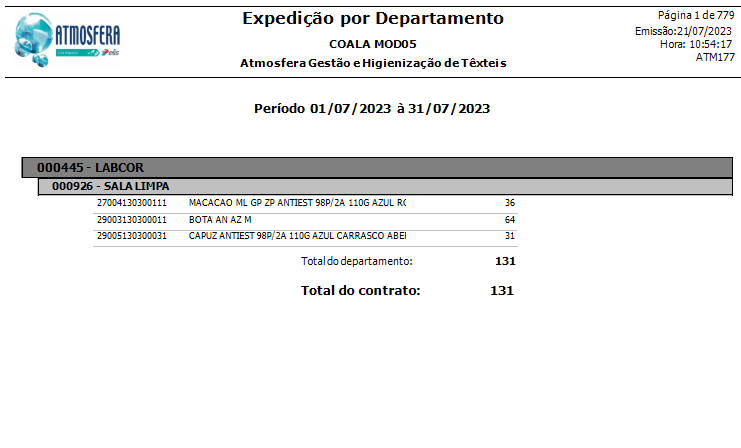 ATMOSFERA
elis
Expedição por Departamento
COALA MOD05
Atmosfera Gestão e Higienização de Têxteis
Página 1 de 779
Emissão:21/07/2023
Hora: 10:54:17
ATM177
Período 01/07/2023 à 31/07/2023
000445 - LABCOR
000926 - SALA LIMPA
27004130300111 MACACAO ML GP ZP ANTIEST 98P/2A 110G AZUL R( 36
29003130300011 BOTA AN AZ M 64
29005130300031 CAPUZ ANTIEST 98P/2A 110G AZUL CARRASCO ABEI 31
Total do departamento: 131
Total do contrato: 131